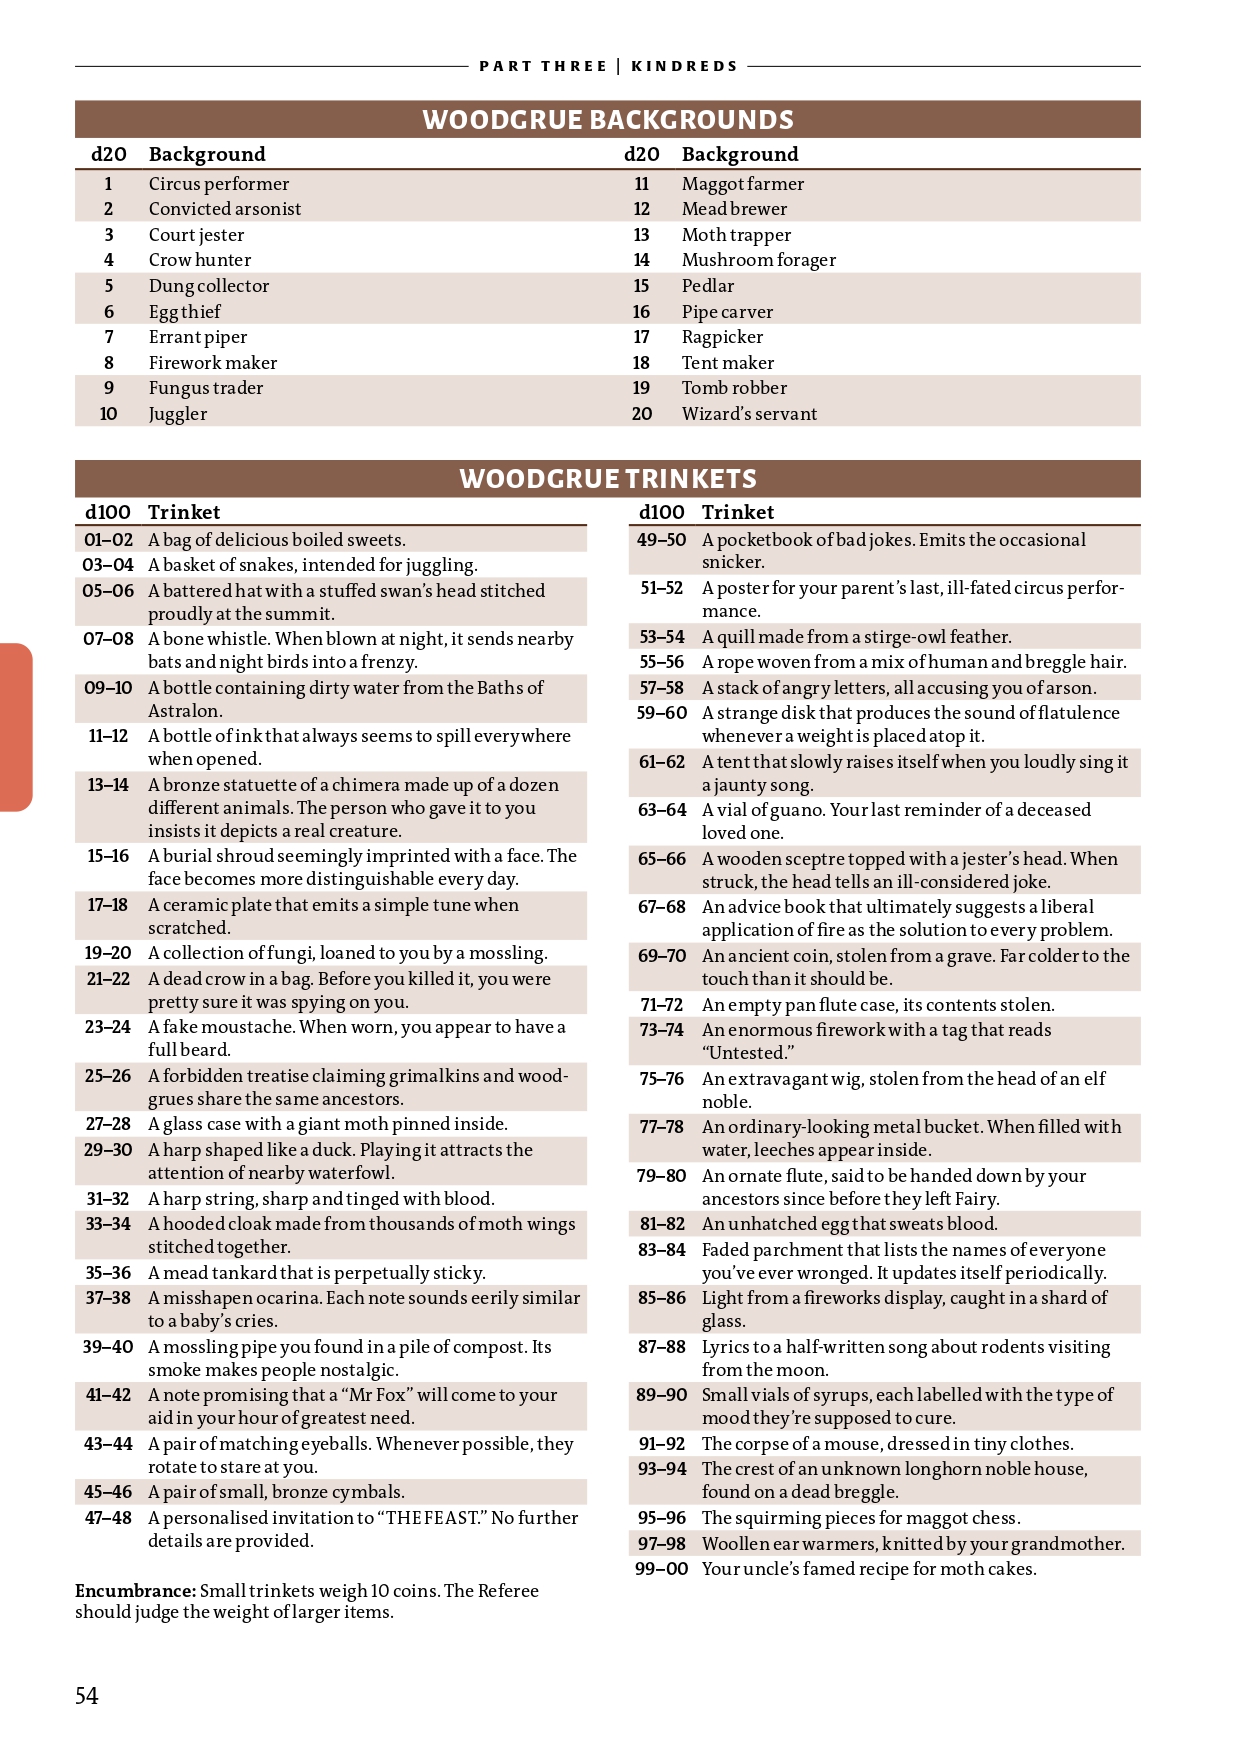 PART THREE | KINDREDS
WOODGRUE BACKGROUNDS
d20 Background
1 Circus performer
2 Convicted arsonist
3 Court jester
4 Crow hunter
5 Dung collector
6 Egg thief
7 Errant piper
8 Firework maker
9 Fungus trader
10 Juggler
d20 Background
11 Maggot farmer
12 Mead brewer
13 Moth trapper
14 Mushroom forager
15 Pedlar
16 Pipe carver
17 Ragpicker
18 Tent maker
19 Tomb robber
20 Wizard’s servant
WOODGRUE TRINKETS
d100 Trinket
01–02 A bag of delicious boiled sweets.
03–04 A basket of snakes, intended for juggling.
05–06 A battered hat with a stuffed swan’s head stitched
proudly at the summit.
07–08 A bone whistle. When blown at night, it sends nearby
bats and night birds into a frenzy.
09–10 A bottle containing dirty water from the Baths of
Astralon.
11–12 A bottle of ink that always seems to spill everywhere
when opened.
13–14 A bronze statuette of a chimera made up of a dozen
different animals. The person who gave it to you
insists it depicts a real creature.
15–16 A burial shroud seemingly imprinted with a face. The
face becomes more distinguishable every day.
17–18 A ceramic plate that emits a simple tune when
scratched.
19–20 A collection of fungi, loaned to you by a mossling.
21–22 A dead crow in a bag. Before you killed it, you were
pretty sure it was spying on you.
23–24 A fake moustache. When worn, you appear to have a
full beard.
25–26 A forbidden treatise claiming grimalkins and wood-
grues share the same ancestors.
27–28 A glass case with a giant moth pinned inside.
29–30 A harp shaped like a duck. Playing it attracts the
attention of nearby waterfowl.
31–32 A harp string, sharp and tinged with blood.
33–34 A hooded cloak made from thousands of moth wings
stitched together.
35–36 A mead tankard that is perpetually sticky.
37–38 A misshapen ocarina. Each note sounds eerily similar
to a baby’s cries.
39–40 A mossling pipe you found in a pile of compost. Its
smoke makes people nostalgic.
41–42 A note promising that a “Mr Fox” will come to your
aid in your hour of greatest need.
43–44 A pair of matching eyeballs. Whenever possible, they
rotate to stare at you.
45–46 A pair of small, bronze cymbals.
47–48 A personalised invitation to “THE FEAST.” No further
details are provided.
Encumbrance: Small trinkets weigh 10 coins. The Referee
should judge the weight of larger items.
d100 Trinket
49–50 A pocketbook of bad jokes. Emits the occasional
snicker.
51–52 A poster for your parent’s last, ill-fated circus perfor-
mance.
53–54 A quill made from a stirge-owl feather.
55–56 A rope woven from a mix of human and breggle hair.
57–58 A stack of angry letters, all accusing you of arson.
59–60 A strange disk that produces the sound of flatulence
whenever a weight is placed atop it.
61–62 A tent that slowly raises itself when you loudly sing it
a jaunty song.
63–64 A vial of guano. Your last reminder of a deceased
loved one.
65–66 A wooden sceptre topped with a jester’s head. When
struck, the head tells an ill-considered joke.
67–68 An advice book that ultimately suggests a liberal
application of fire as the solution to every problem.
69–70 An ancient coin, stolen from a grave. Far colder to the
touch than it should be.
71–72 An empty pan flute case, its contents stolen.
73–74 An enormous firework with a tag that reads
“Untested.”
75–76 An extravagant wig, stolen from the head of an elf
noble.
77–78 An ordinary-looking metal bucket. When filled with
water, leeches appear inside.
79–80 An ornate flute, said to be handed down by your
ancestors since before they left Fairy.
81–82 An unhatched egg that sweats blood.
83–84 Faded parchment that lists the names of everyone
you’ve ever wronged. It updates itself periodically.
85–86 Light from a fireworks display, caught in a shard of
glass.
87–88 Lyrics to a half-written song about rodents visiting
from the moon.
89–90 Small vials of syrups, each labelled with the type of
mood they’re supposed to cure.
91–92 The corpse of a mouse, dressed in tiny clothes.
93–94 The crest of an unknown longhorn noble house,
found on a dead breggle.
95–96 The squirming pieces for maggot chess.
97–98 Woollen ear warmers, knitted by your grandmother.
99–00 Your uncle’s famed recipe for moth cakes.
54